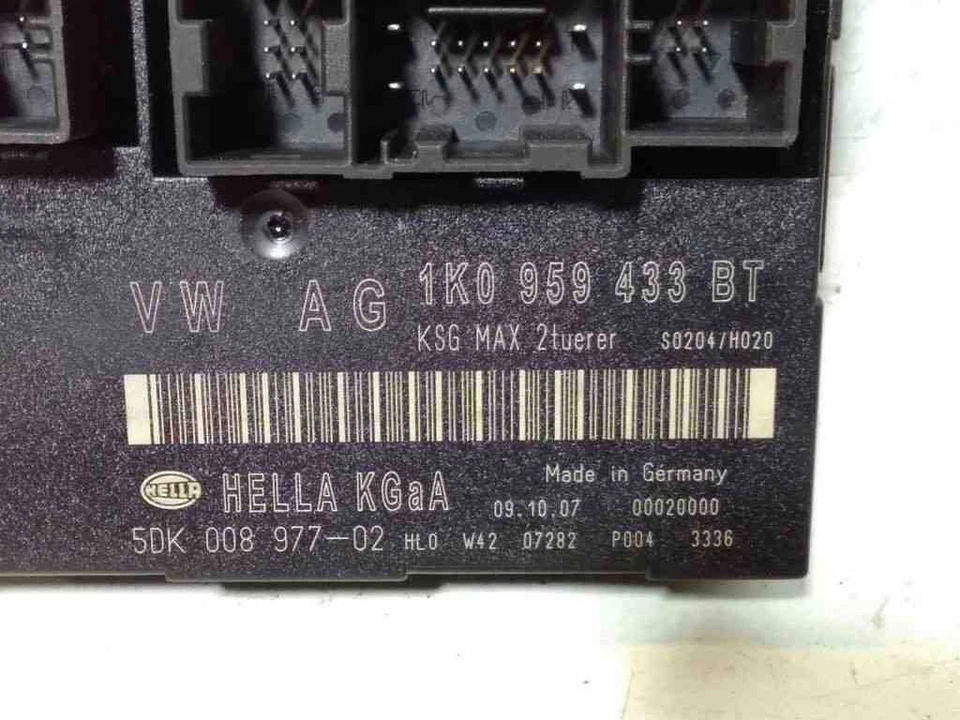 VW AG 1K0 959 433 BT
KSG MAX 2tuerer S0204/H020
HELLA HELLA KGaA Made in Germany
09.10.07 00020000
5DK 008 977-02 HL0 W42 07282 P004 3336